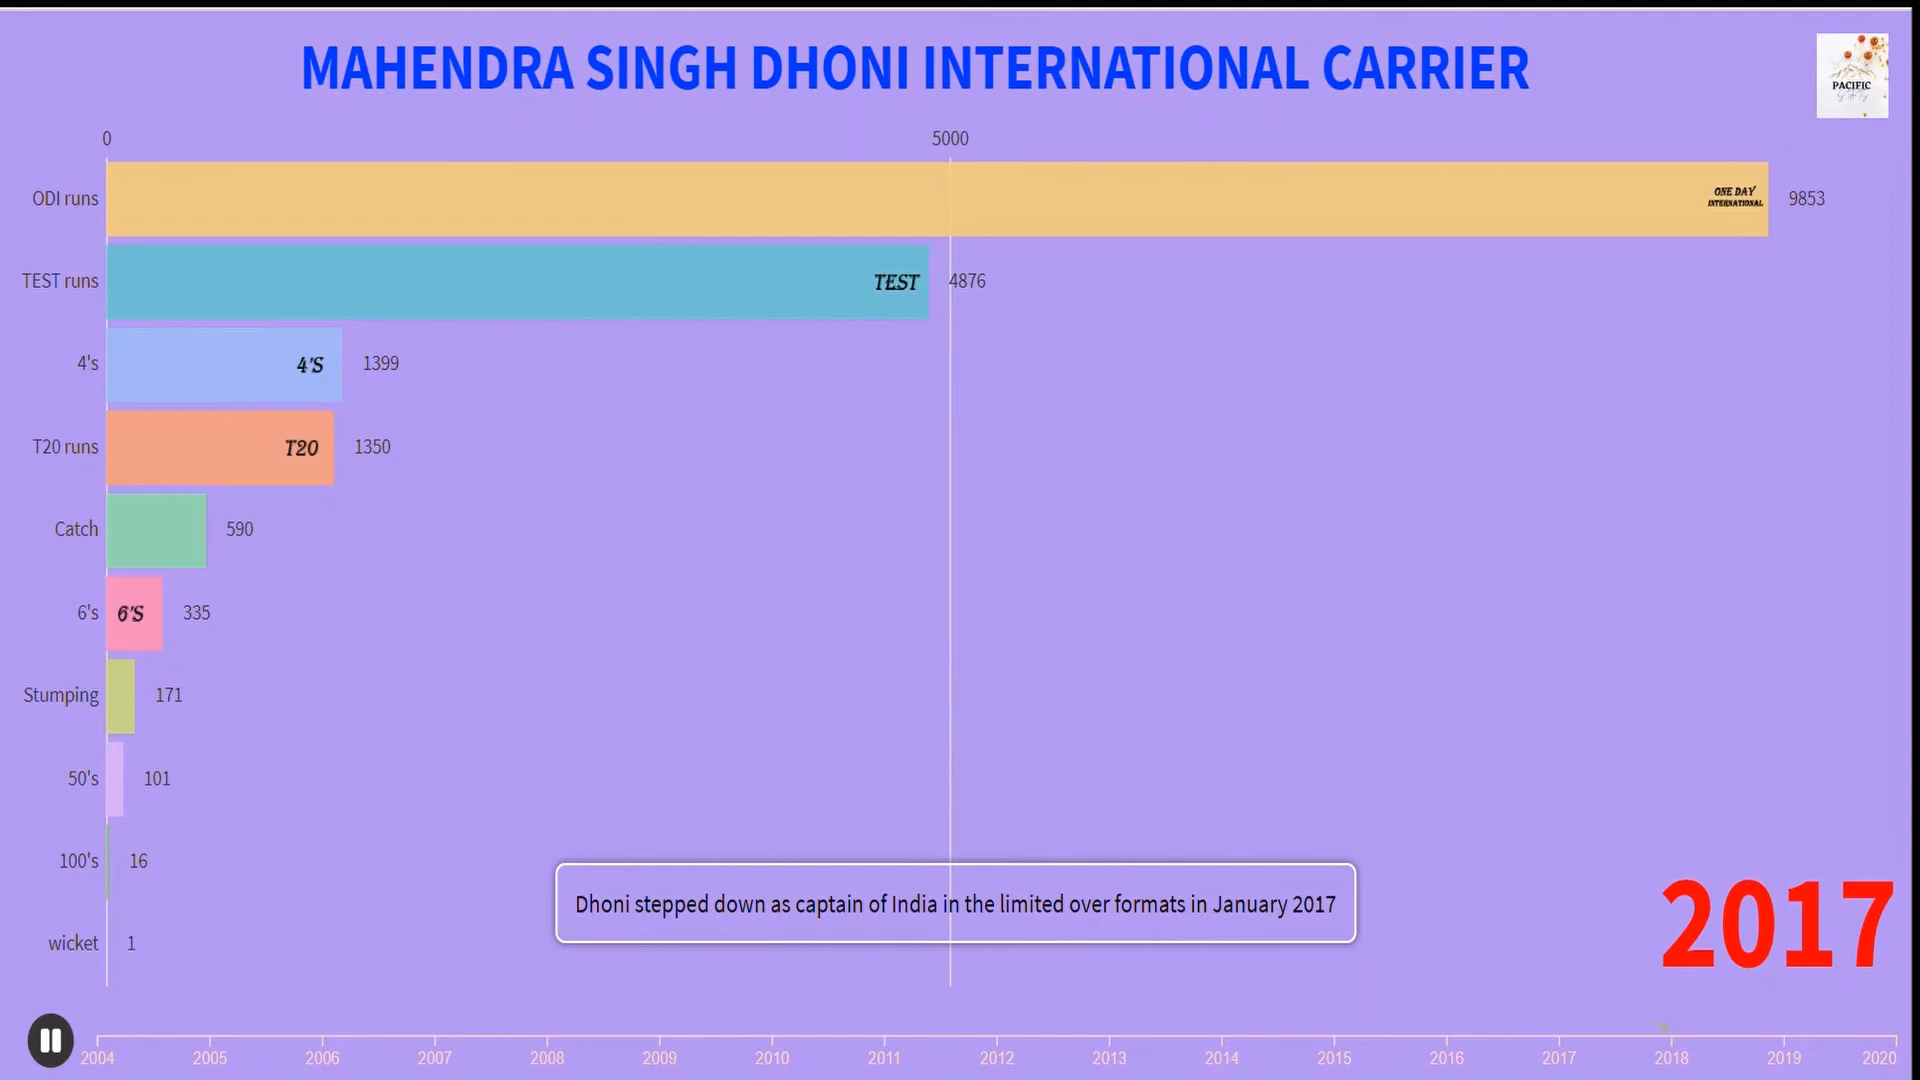 MAHENDRA SINGH DHONI INTERNATIONAL CARRIER
PACIFIC
0 5000
ODI runs ONE DAY INTERNATIONAL 9853
TEST runs TEST 4876
4's 4'S 1399
T20 runs T20 1350
Catch 590
6's 6'S 335
Stumping 171
50's 101
100's 16
wicket 1
Dhoni stepped down as captain of India in the limited over formats in January 2017
2017
2004 2005 2006 2007 2008 2009 2010 2011 2012 2013 2014 2015 2016 2017 2018 2019 2020